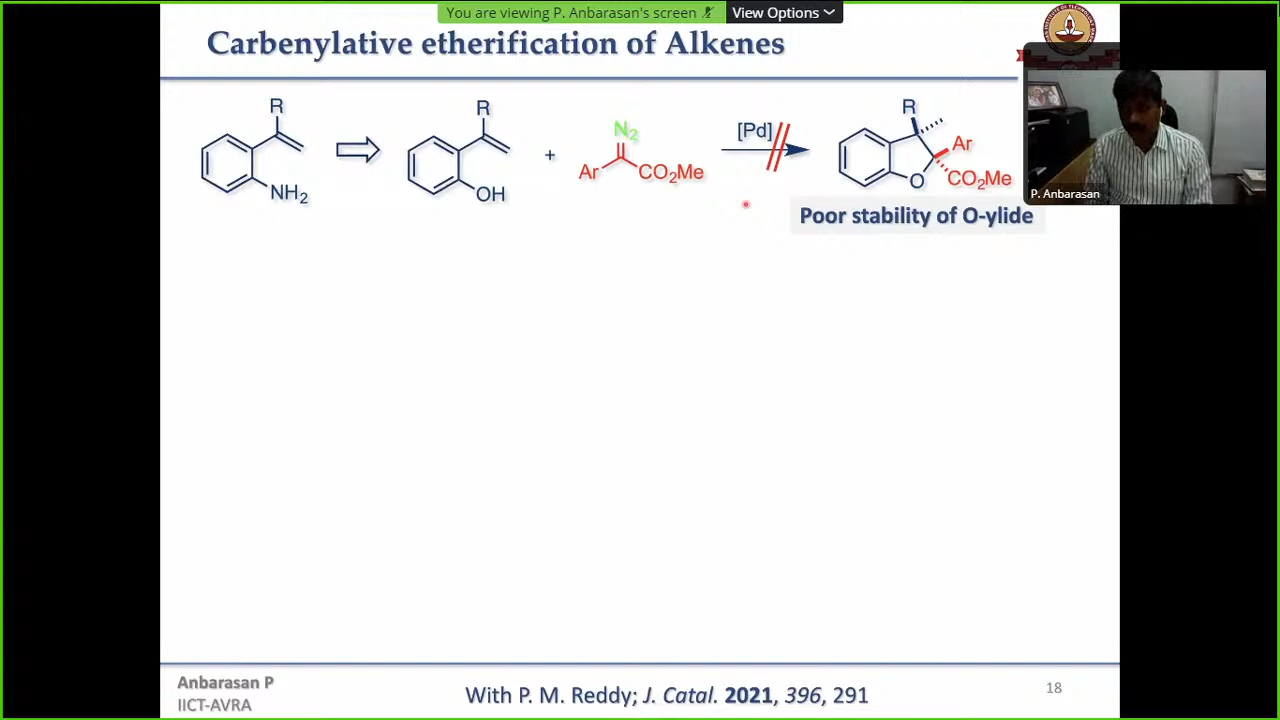 You are viewing P. Anbarasan's screen
View Options
Carbenylative etherification of Alkenes
R
NH2
R
OH
+
N2
Ar
CO2Me
[Pd]
R
Ar
O
CO2Me
Poor stability of O-ylide
P. Anbarasan
Anbarasan P
IICT-AVRA
With P. M. Reddy; J. Catal. 2021, 396, 291
18